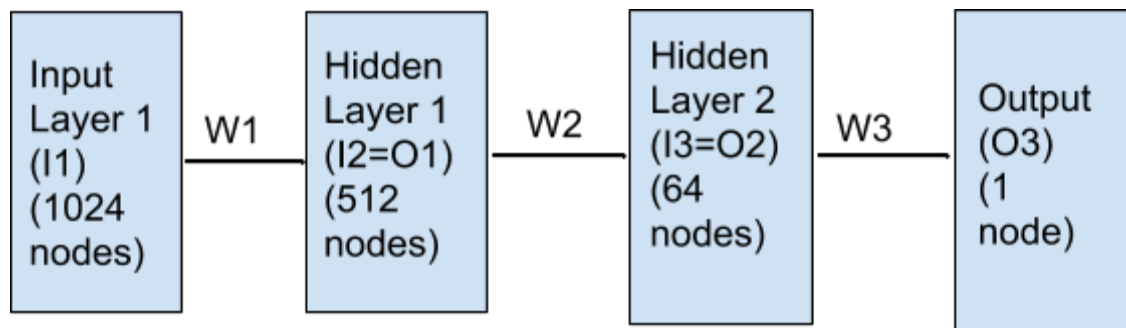 Input
Layer 1
(I1)
(1024
nodes)
W1
Hidden
Layer 1
(I2=O1)
(512
nodes)
W2
Hidden
Layer 2
(I3=O2)
(64
nodes)
W3
Output
(O3)
(1
node)